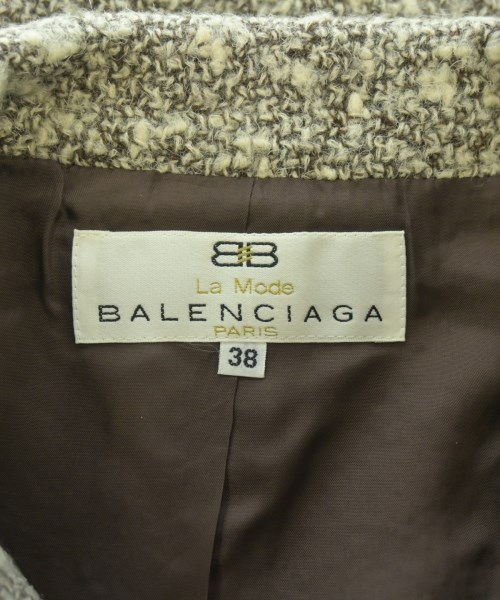 BB
La Mode
BALENCIAGA
PARIS
38